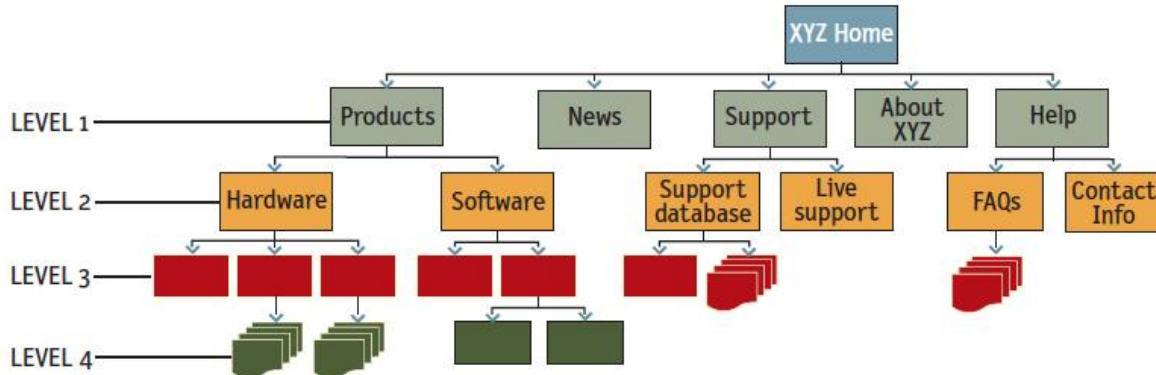 XYZ Home
LEVEL 1
Products
News
Support
About
XYZ
Help
LEVEL 2
Hardware
Software
Support
database
Live
support
FAQs
Contact
Info
LEVEL 3
LEVEL 4